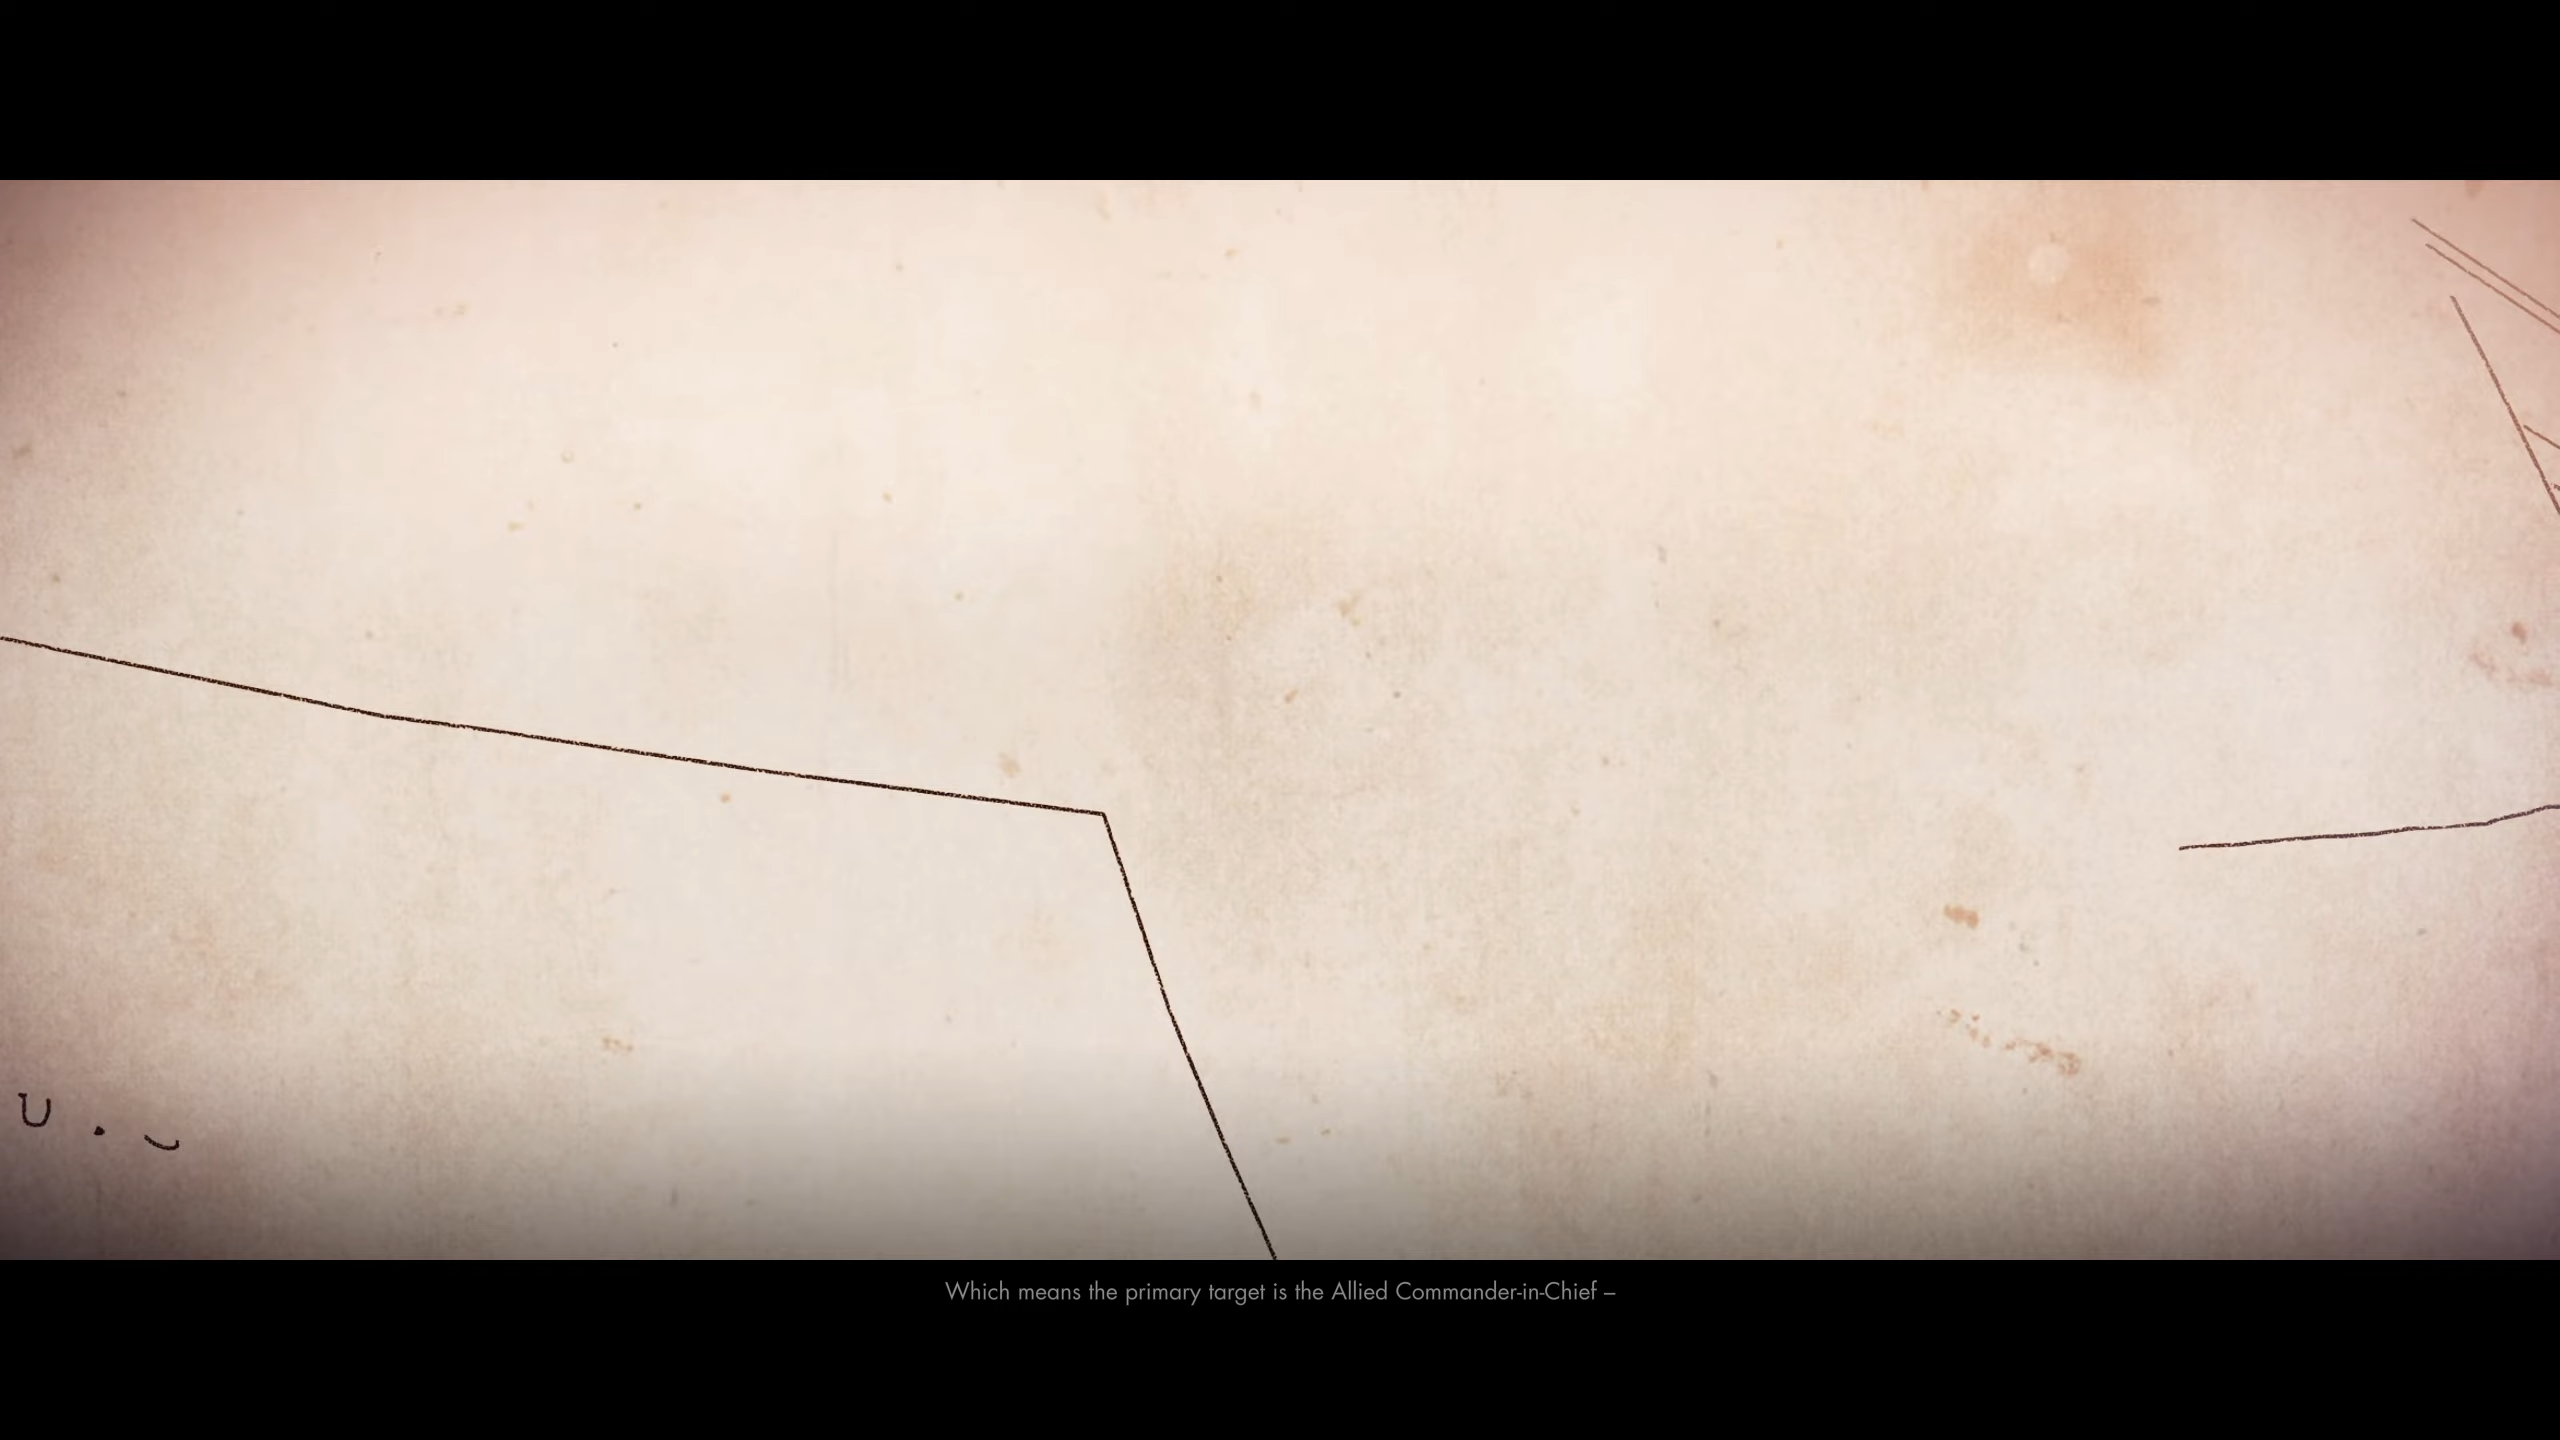 Which means the primary target is the Allied Commander-in-Chief –